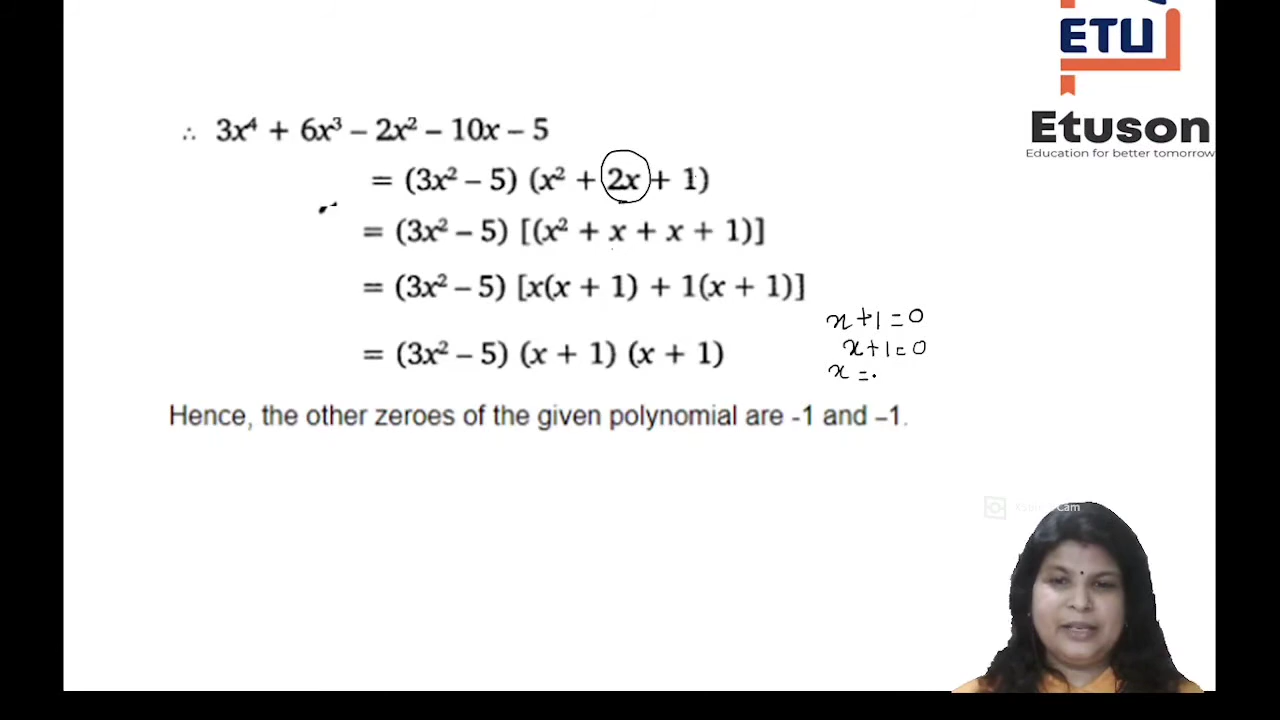 ETU
Etuson
Education for better tomorrow
∴ 3x⁴ + 6x³ – 2x² – 10x – 5
= (3x² – 5) (x² + 2x + 1)
= (3x² – 5) [(x² + x + x + 1)]
= (3x² – 5) [x(x + 1) + 1(x + 1)]
= (3x² – 5) (x + 1) (x + 1)
x+1=0
x+1=0
x=
Hence, the other zeroes of the given polynomial are -1 and –1.
Cam